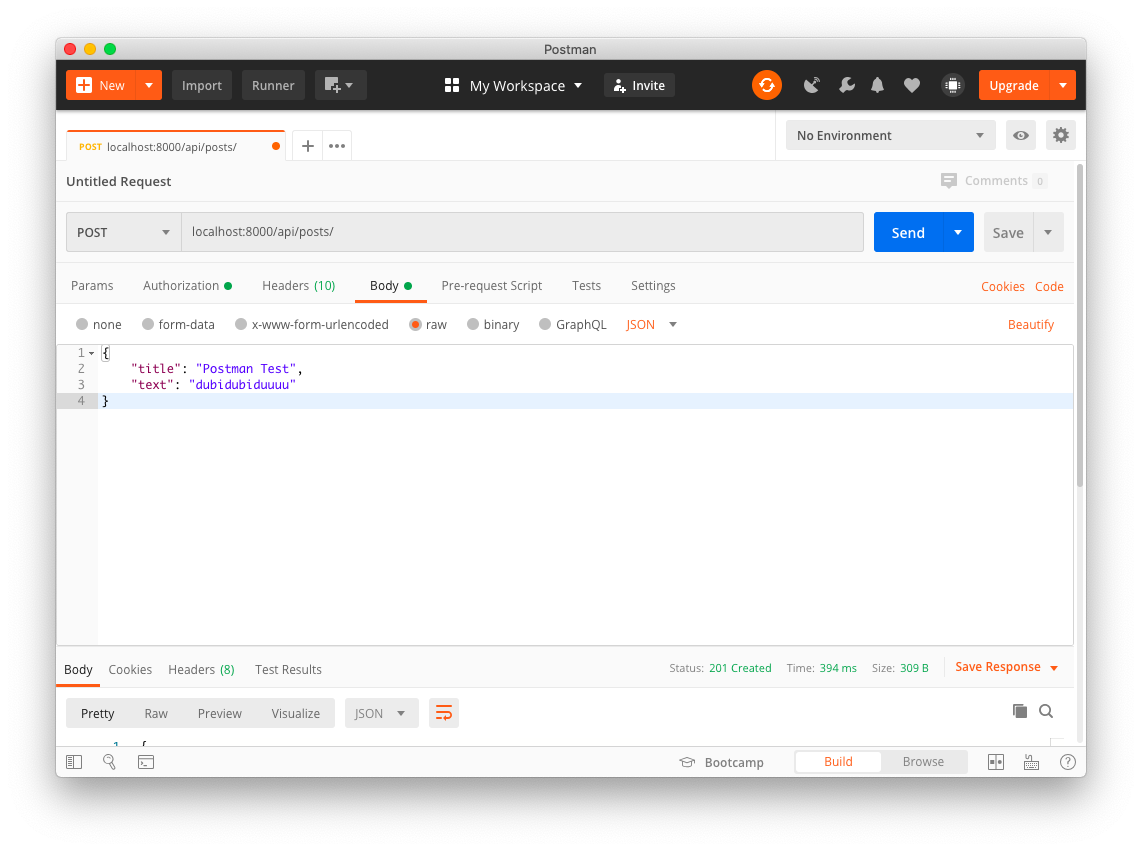 Postman
New Import Runner My Workspace Invite Upgrade
POST localhost:8000/api/posts/ No Environment
Untitled Request Comments 0
POST localhost:8000/api/posts/ Send Save
Params Authorization Headers (10) Body Pre-request Script Tests Settings Cookies Code
none form-data x-www-form-urlencoded raw binary GraphQL JSON Beautify
1 {
2 "title": "Postman Test",
3 "text": "dubidubiduuuu"
4 }
Body Cookies Headers (8) Test Results Status: 201 Created Time: 394 ms Size: 309 B Save Response
Pretty Raw Preview Visualize JSON
1 {
Bootcamp Build Browse